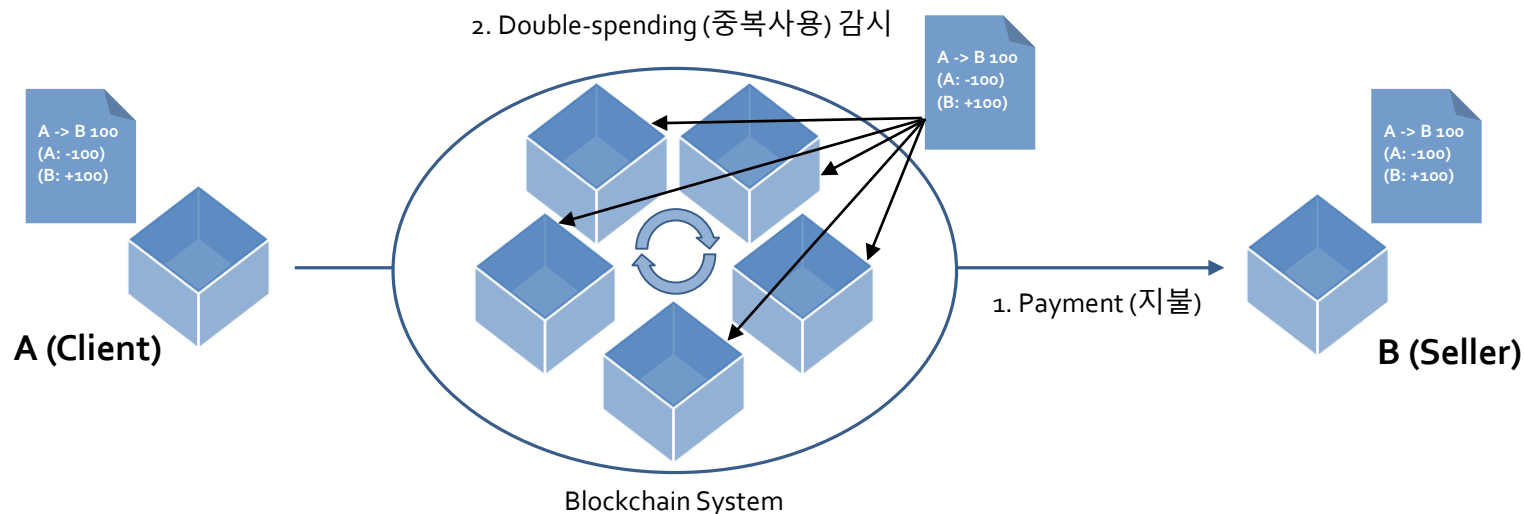 2. Double-spending (중복사용) 감시
A -> B 100
(A: -100)
(B: +100)
A -> B 100
(A: -100)
(B: +100)
A -> B 100
(A: -100)
(B: +100)
1. Payment (지불)
A (Client)
B (Seller)
Blockchain System